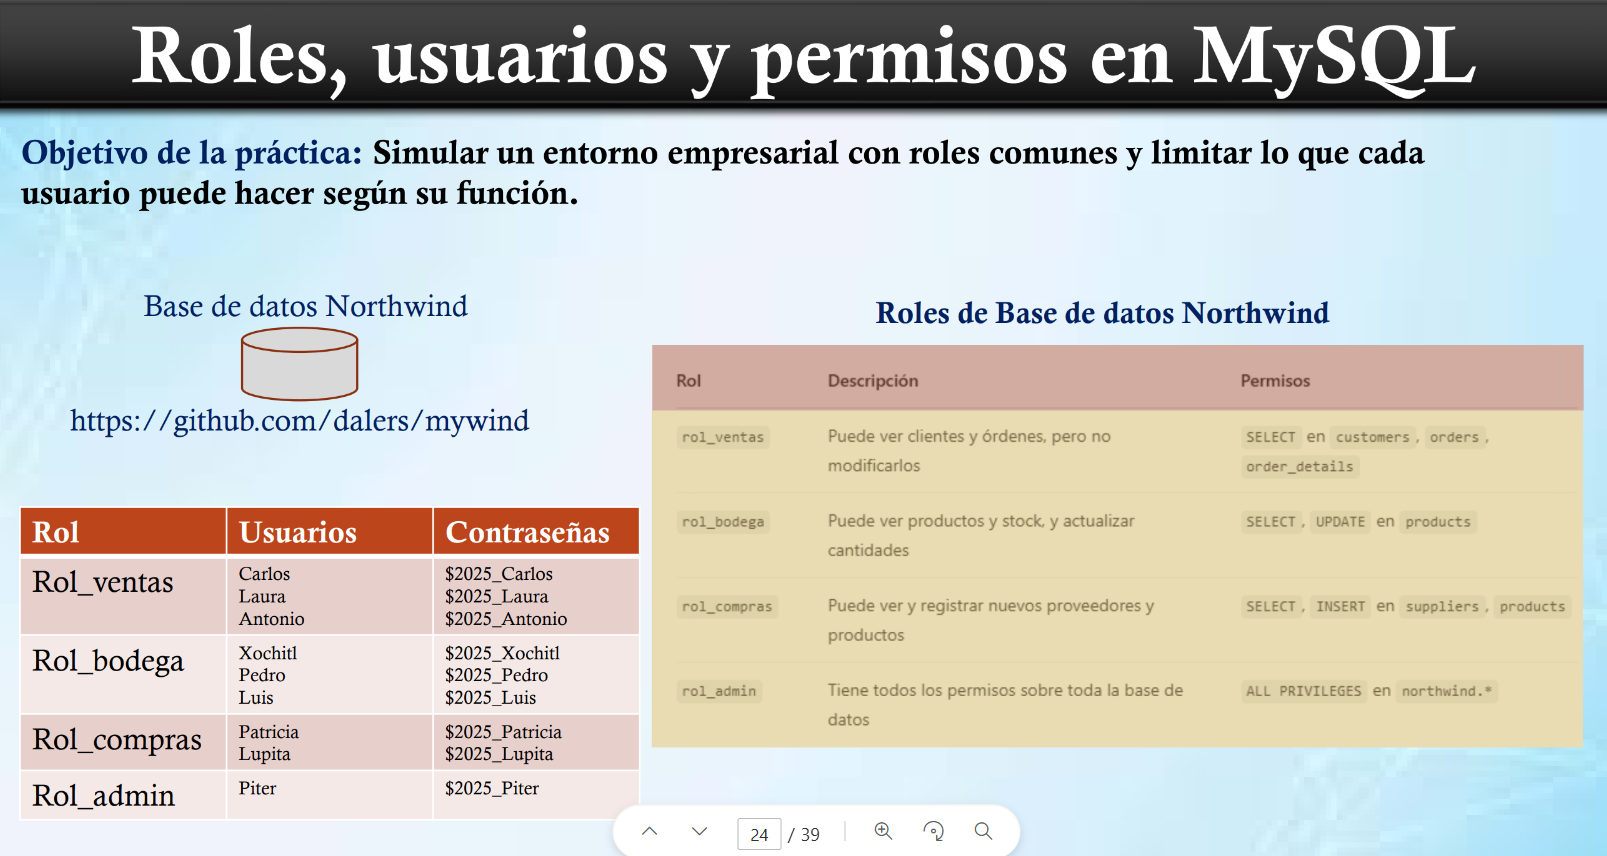 Roles, usuarios y permisos en MySQL
Objetivo de la práctica: Simular un entorno empresarial con roles comunes y limitar lo que cada
usuario puede hacer según su función.
Base de datos Northwind
https://github.com/dalers/mywind
Rol Usuarios Contraseñas
Rol_ventas Carlos $2025_Carlos
Laura $2025_Laura
Antonio $2025_Antonio
Rol_bodega Xochitl $2025_Xochitl
Pedro $2025_Pedro
Luis $2025_Luis
Rol_compras Patricia $2025_Patricia
Lupita $2025_Lupita
Rol_admin Piter $2025_Piter
Roles de Base de datos Northwind
Rol Descripción Permisos
rol_ventas Puede ver clientes y órdenes, pero no SELECT en customers, orders,
modificarlos order_details
rol_bodega Puede ver productos y stock, y actualizar SELECT, UPDATE en products
cantidades
rol_compras Puede ver y registrar nuevos proveedores y SELECT, INSERT en suppliers, products
productos
rol_admin Tiene todos los permisos sobre toda la base de ALL PRIVILEGES en northwind.*
datos
24 / 39